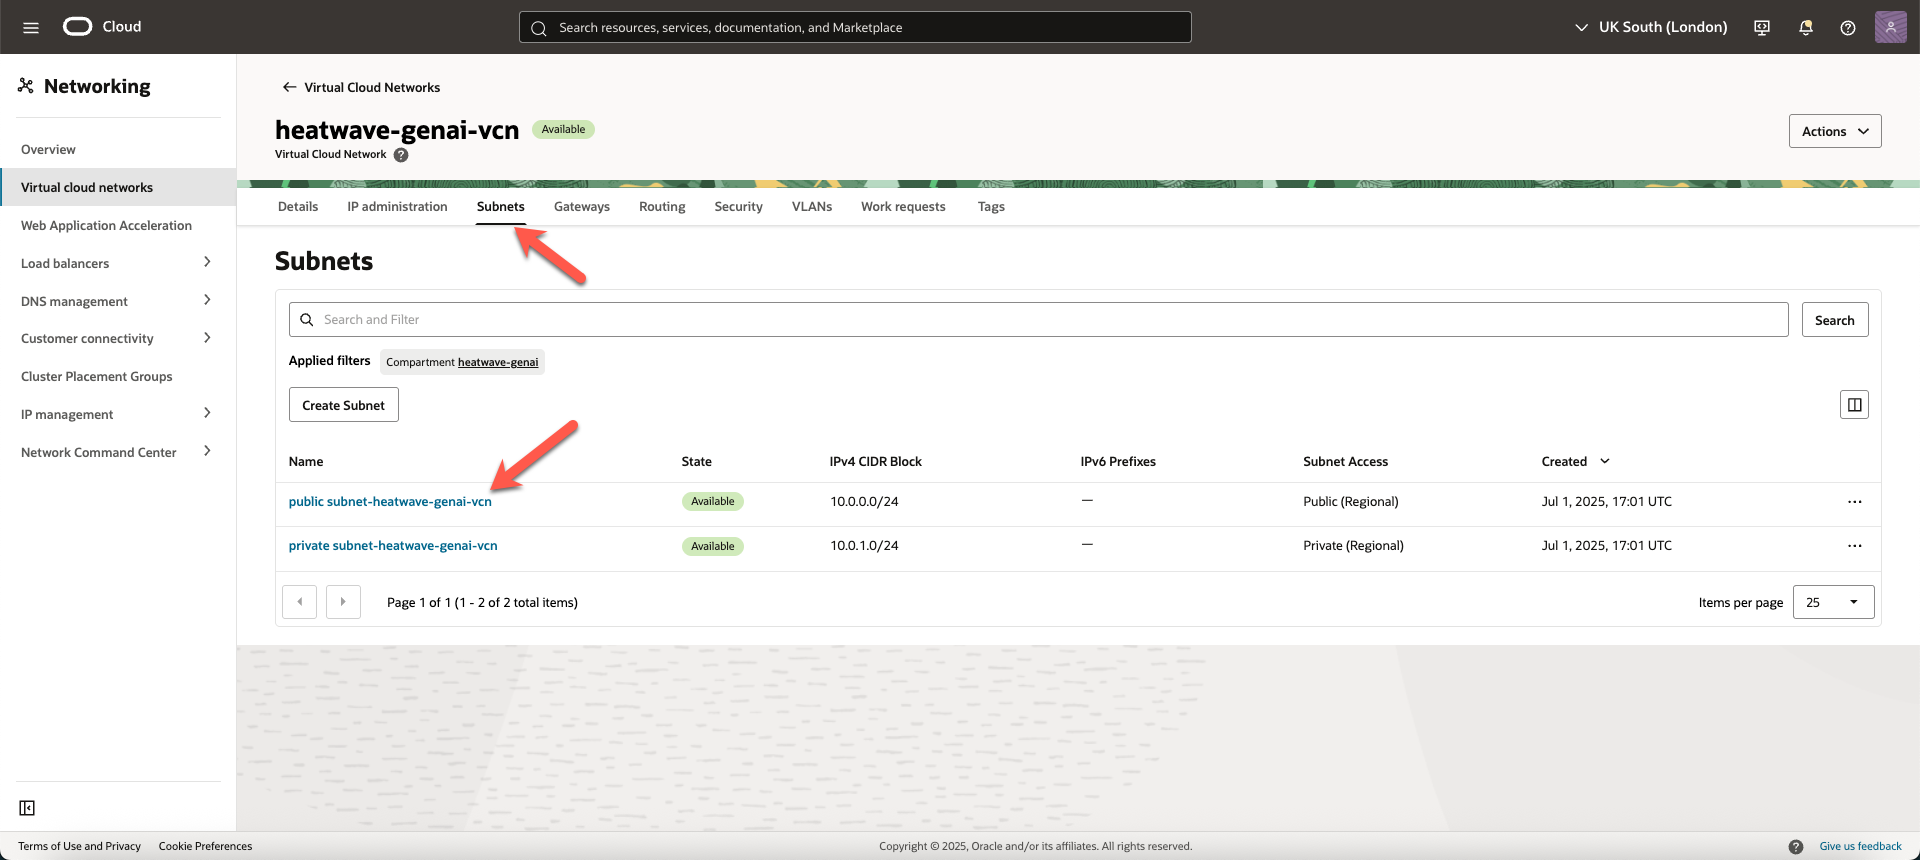 Cloud
Search resources, services, documentation, and Marketplace
UK South (London)
Networking
Overview
Virtual cloud networks
Web Application Acceleration
Load balancers
DNS management
Customer connectivity
Cluster Placement Groups
IP management
Network Command Center
Virtual Cloud Networks
heatwave-genai-vcn Available
Virtual Cloud Network ?
Actions
Details IP administration Subnets Gateways Routing Security VLANs Work requests Tags
Subnets
Search and Filter
Search
Applied filters Compartment heatwave-genai
Create Subnet
Name State IPv4 CIDR Block IPv6 Prefixes Subnet Access Created
public subnet-heatwave-genai-vcn Available 10.0.0.0/24 — Public (Regional) Jul 1, 2025, 17:01 UTC ...
private subnet-heatwave-genai-vcn Available 10.0.1.0/24 — Private (Regional) Jul 1, 2025, 17:01 UTC ...
Page 1 of 1 (1 - 2 of 2 total items)
Items per page 25
Terms of Use and Privacy Cookie Preferences
Copyright © 2025, Oracle and/or its affiliates. All rights reserved.
? Give us feedback